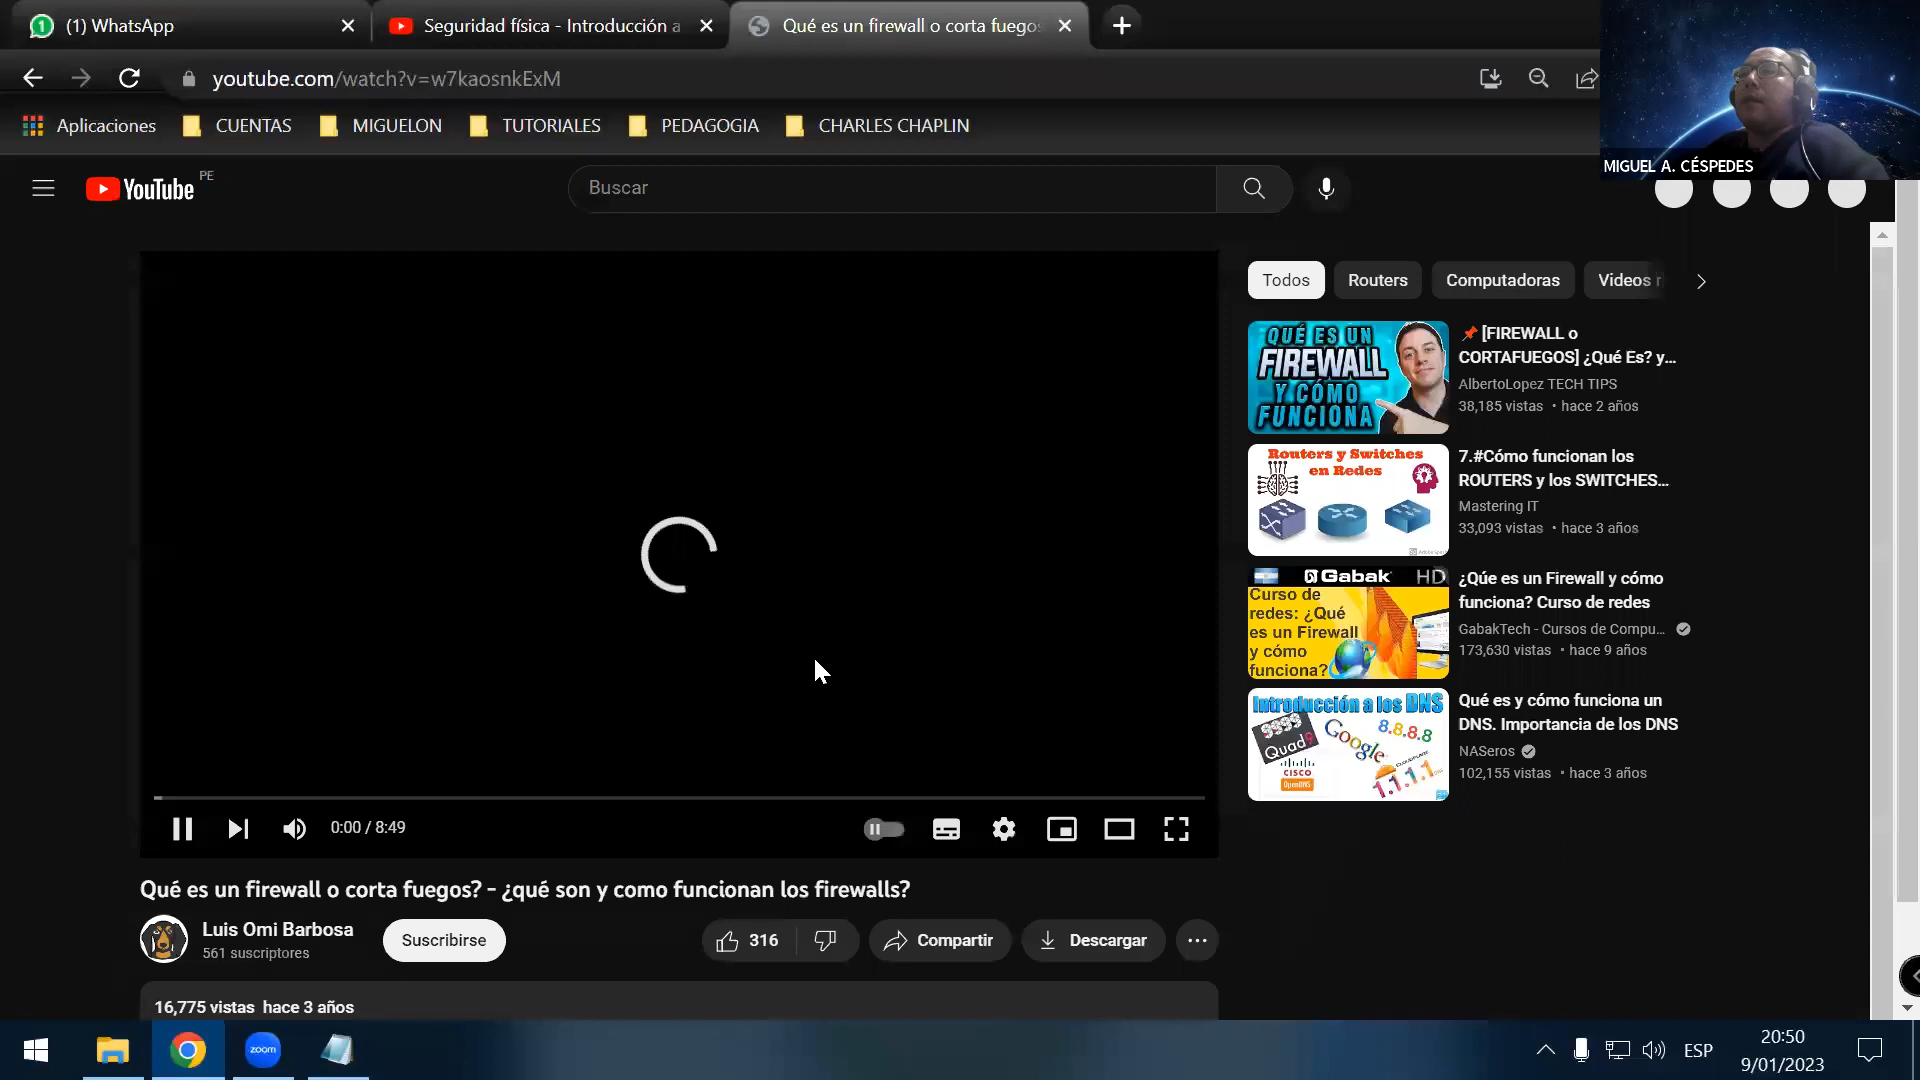 (1) WhatsApp
Seguridad física - Introducción a
Qué es un firewall o corta fuegos
youtube.com/watch?v=w7kaosnkExM
Aplicaciones
CUENTAS
MIGUELON
TUTORIALES
PEDAGOGIA
CHARLES CHAPLIN
MIGUEL A. CÉSPEDES
YouTube PE
Buscar
Todos
Routers
Computadoras
Videos r
QUÉ ES UN
FIREWALL
Y CÓMO
FUNCIONA
[FIREWALL o
CORTAFUEGOS] ¿Qué Es? y...
AlbertoLopez TECH TIPS
38,185 vistas • hace 2 años
Routers y Switches
en Redes
7.#Cómo funcionan los
ROUTERS y los SWITCHES...
Mastering IT
33,093 vistas • hace 3 años
Gabak HD
Curso de
redes: ¿Qué
es un Firewall
y cómo
funciona?
¿Qúe es un Firewall y cómo
funciona? Curso de redes
GabakTech - Cursos de Compu...
173,630 vistas • hace 9 años
Introducción a los DNS
9999
Quad9
Google
8.8.8.8
CISCO
OpenDNS
1.1.1.1
Qué es y cómo funciona un
DNS. Importancia de los DNS
NASeros
102,155 vistas • hace 3 años
0:00 / 8:49
Qué es un firewall o corta fuegos? - ¿qué son y como funcionan los firewalls?
Luis Omi Barbosa
561 suscriptores
Suscribirse
316
Compartir
Descargar
16,775 vistas hace 3 años
zoom
ESP
20:50
9/01/2023